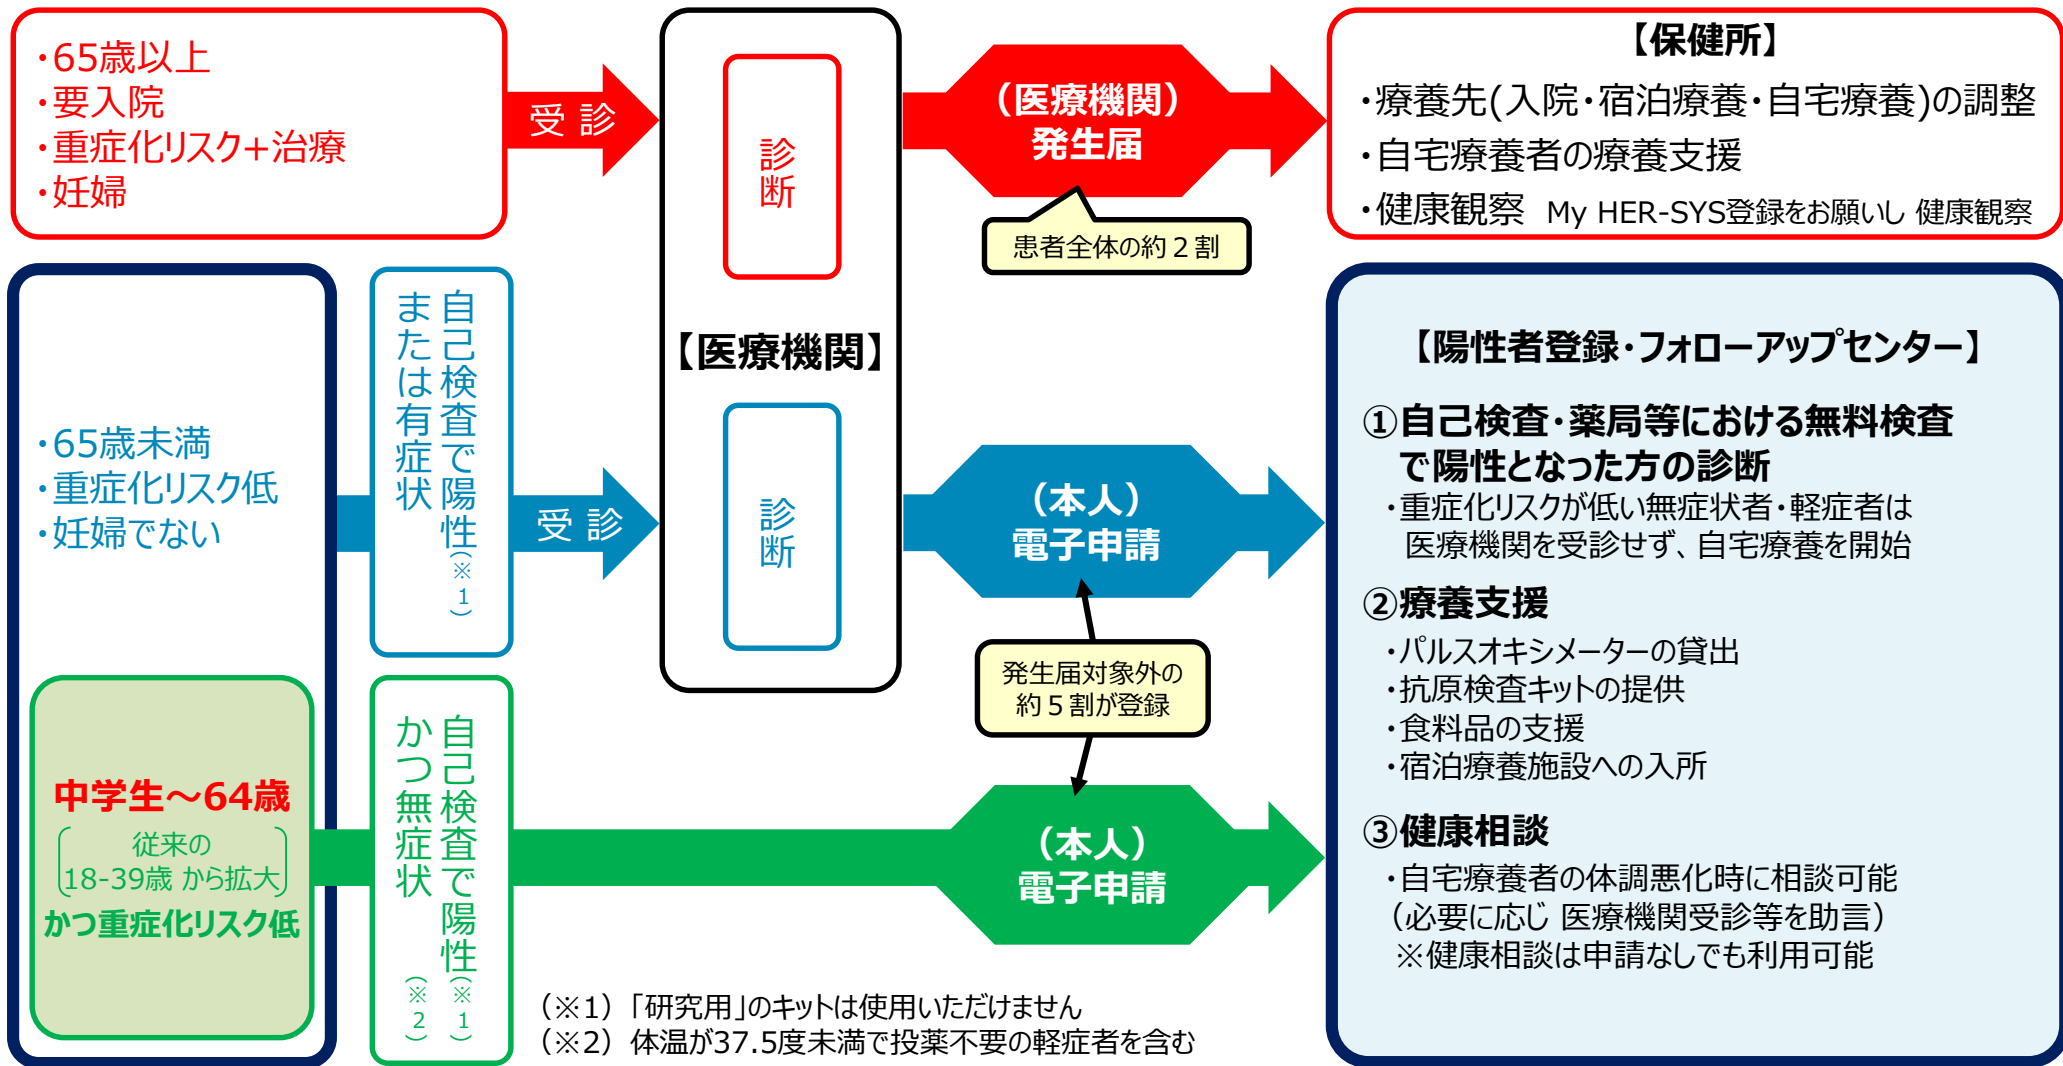 ・65歳以上
・要入院
・重症化リスク+治療
・妊婦
受 診
診断
（医療機関）
発生届
患者全体の約２割
【保健所】
・療養先(入院・宿泊療養・自宅療養)の調整
・自宅療養者の療養支援
・健康観察 My HER-SYS登録をお願いし 健康観察
・65歳未満
・重症化リスク低
・妊婦でない
自己検査で陽性(※1)
または有症状
受 診
【医療機関】
診断
（本人）
電子申請
発生届対象外の
約５割が登録
中学生～64歳
従来の
18-39歳 から拡大
かつ重症化リスク低
自己検査で陽性(※1)
かつ無症状(※2)
（本人）
電子申請
【陽性者登録・フォローアップセンター】
①自己検査・薬局等における無料検査
で陽性となった方の診断
・重症化リスクが低い無症状者・軽症者は
医療機関を受診せず、自宅療養を開始
②療養支援
・パルスオキシメーターの貸出
・抗原検査キットの提供
・食料品の支援
・宿泊療養施設への入所
③健康相談
・自宅療養者の体調悪化時に相談可能
（必要に応じ 医療機関受診等を助言）
※健康相談は申請なしでも利用可能
（※1）「研究用」のキットは使用いただけません
（※2） 体温が37.5度未満で投薬不要の軽症者を含む